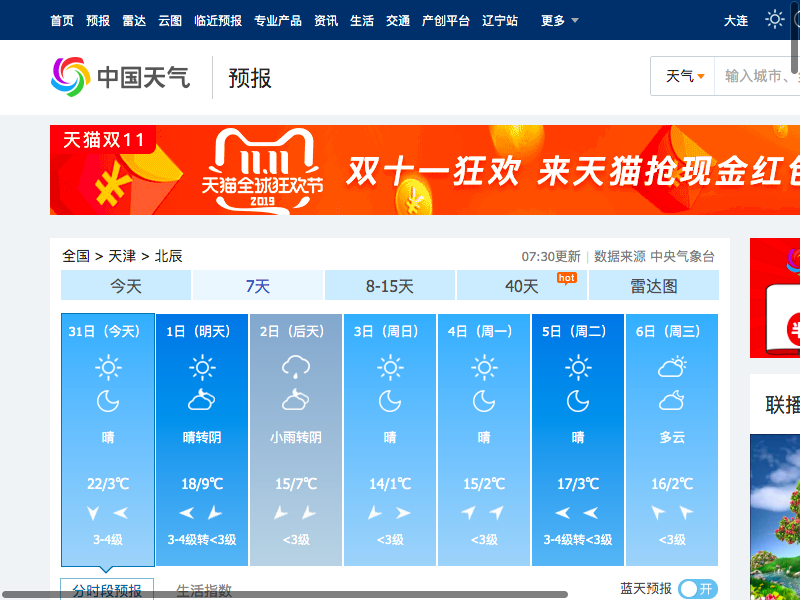 首页 预报 雷达 云图 临近预报 专业产品 资讯 生活 交通 产创平台 辽宁站 更多 大连
中国天气 预报 天气 输入城市、
天猫双11
天猫全球狂欢节
2019
双十一狂欢 来天猫抢现金红包
全国 > 天津 > 北辰 07:30更新 | 数据来源 中央气象台
今天 7天 8-15天 40天 hot 雷达图
31日（今天） 1日（明天） 2日（后天） 3日（周日） 4日（周一） 5日（周二） 6日（周三）
晴 晴转阴 小雨转阴 晴 晴 晴 多云
22/3℃ 18/9℃ 15/7℃ 14/1℃ 15/2℃ 17/3℃ 16/2℃
3-4级 3-4级转<3级 <3级 <3级 <3级 3-4级转<3级 <3级
联播
分时段预报 生活指数 蓝天预报 开